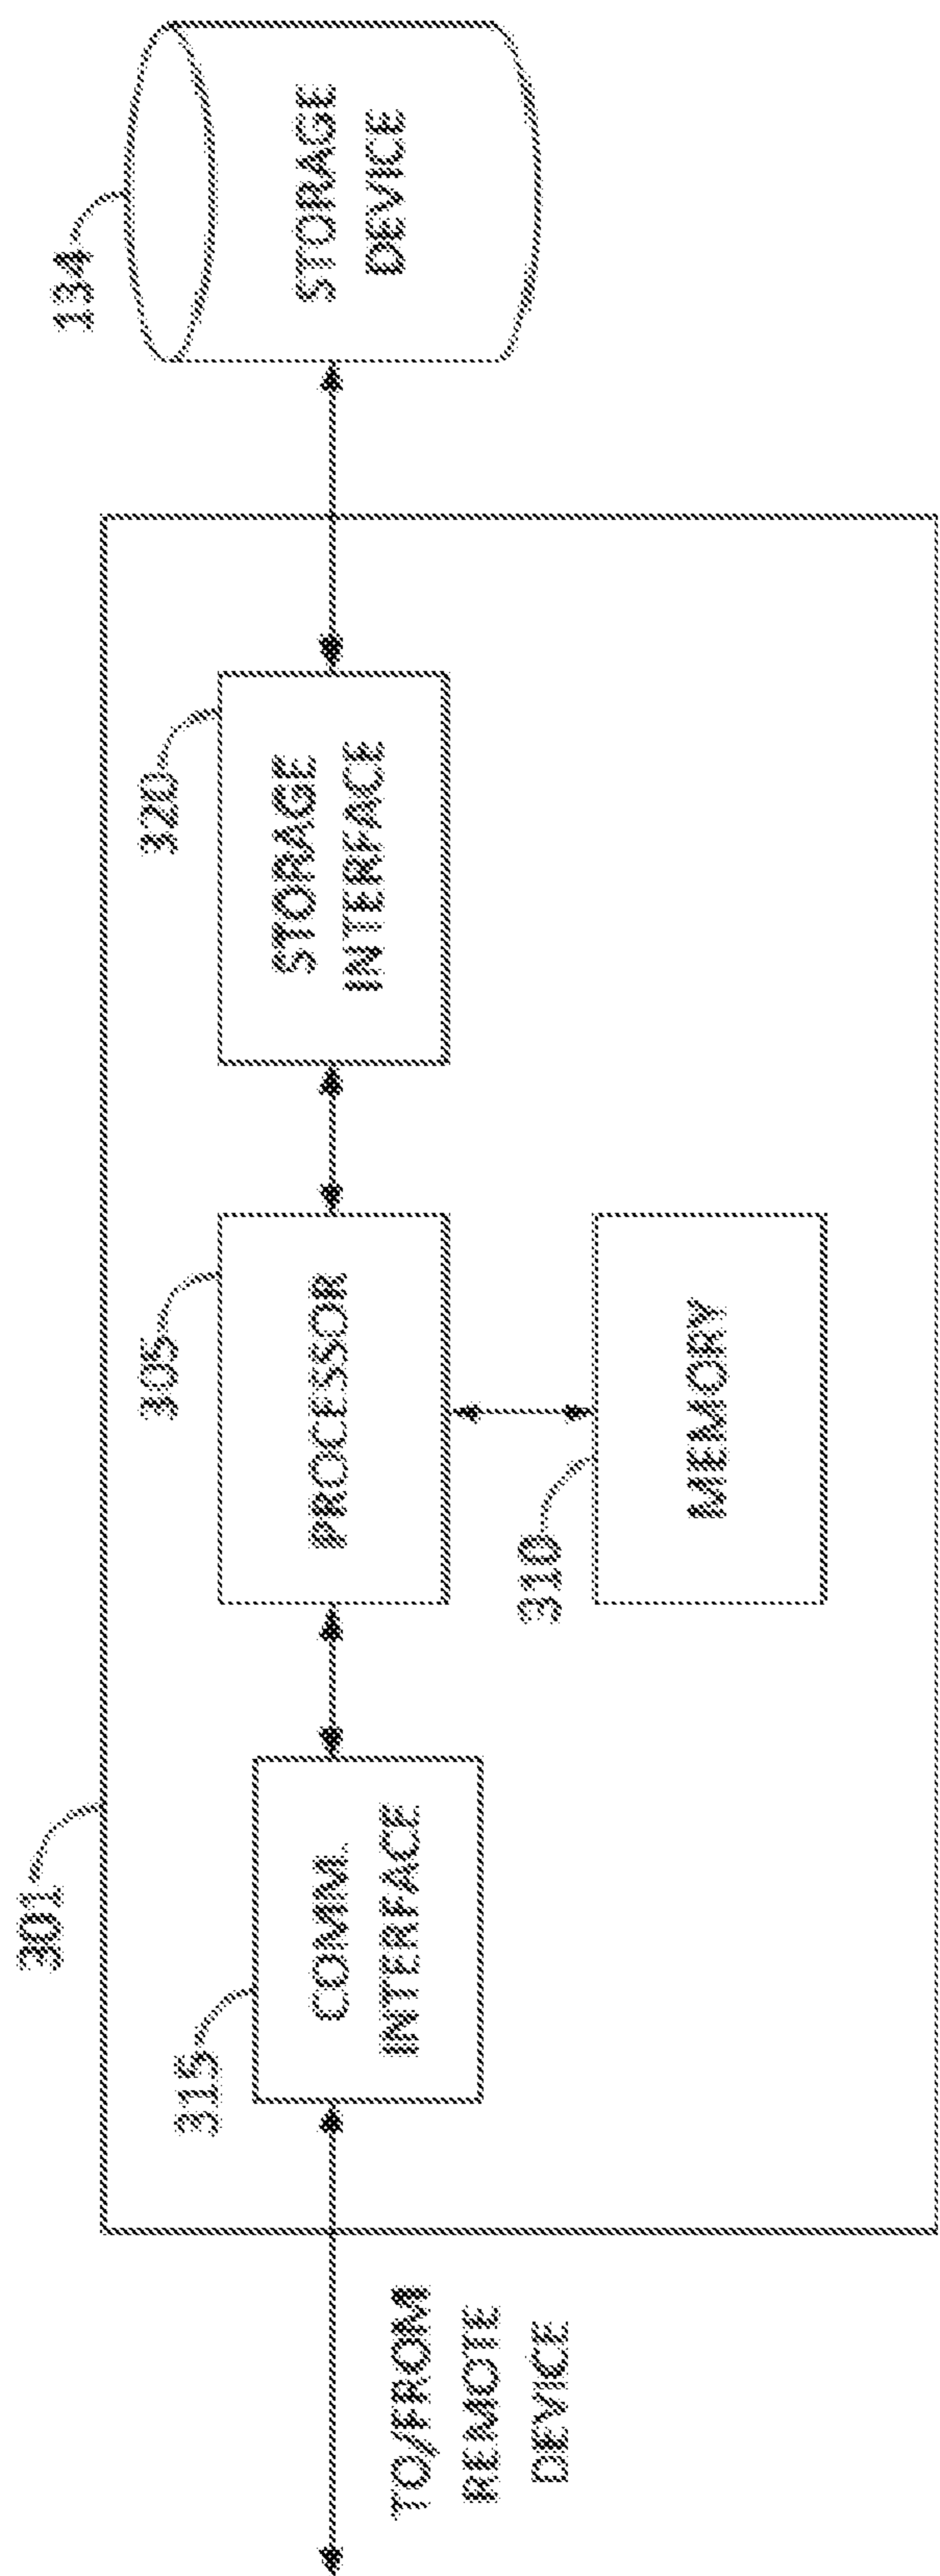 301
315
COMM.
INTERFACE
305
PROCESSOR
320
STORAGE
INTERFACE
134
STORAGE
DEVICE
310
MEMORY
TO/FROM
REMOTE
DEVICE